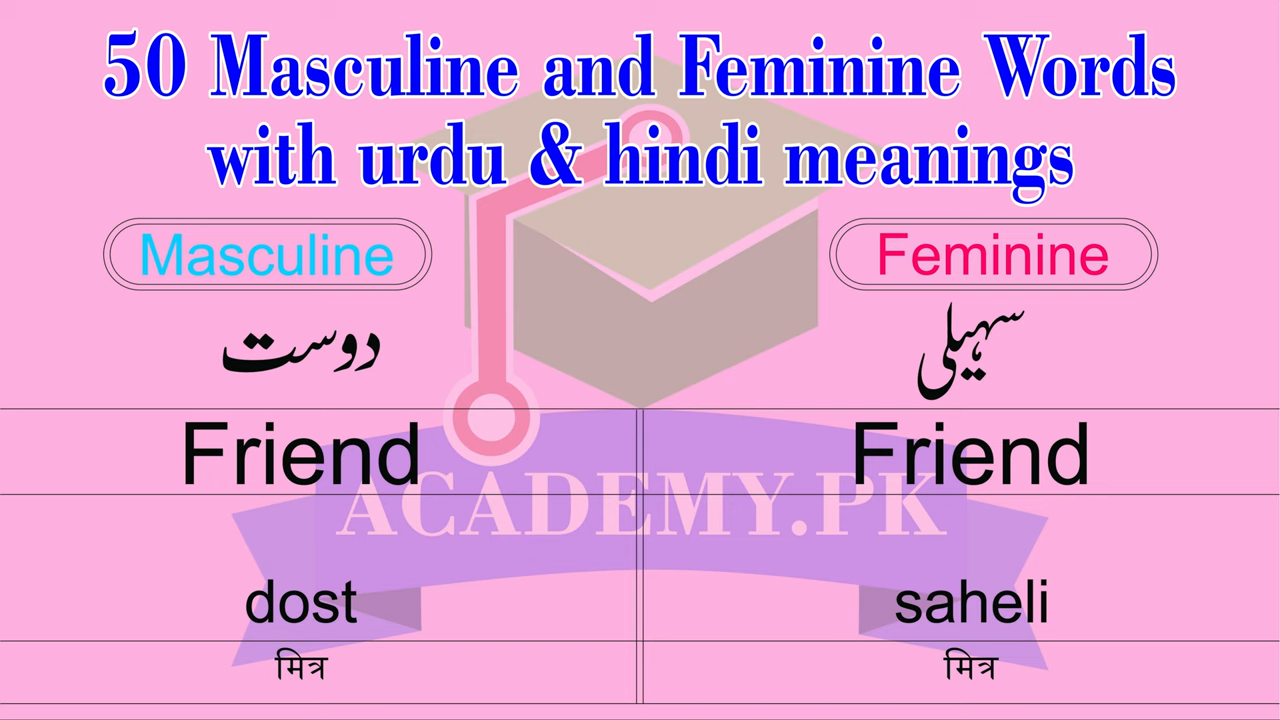 50 Masculine and Feminine Words
with urdu & hindi meanings
Masculine Feminine
دوست سہیلی
Friend Friend
ACADEMY.PK
dost saheli
मित्र मित्र